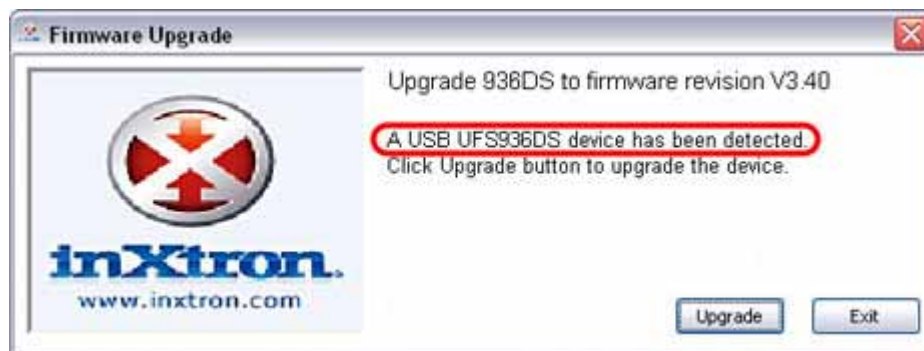 Firmware Upgrade
Upgrade 936DS to firmware revision V3.40
A USB UFS936DS device has been detected.
Click Upgrade button to upgrade the device.
inXtron.
www.inxtron.com
Upgrade
Exit